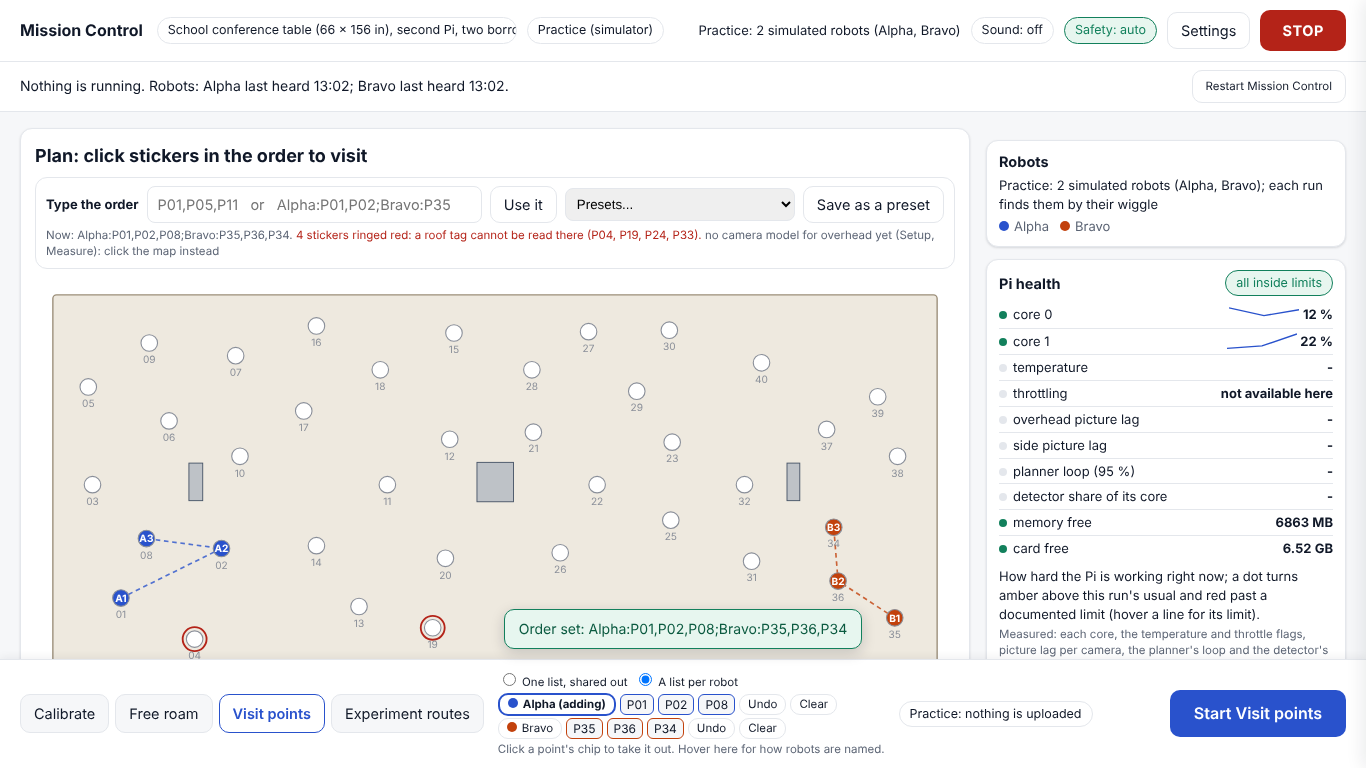 Mission Control
School conference table (66 × 156 in), second Pi, two borro
Practice (simulator)
Practice: 2 simulated robots (Alpha, Bravo)
Sound: off
Safety: auto
Settings
STOP
Nothing is running. Robots: Alpha last heard 13:02; Bravo last heard 13:02.
Restart Mission Control
Plan: click stickers in the order to visit
Type the order
P01,P05,P11 or Alpha:P01,P02;Bravo:P35
Use it
Presets...
Save as a preset
Now: Alpha:P01,P02,P08;Bravo:P35,P36,P34. 4 stickers ringed red: a roof tag cannot be read there (P04, P19, P24, P33). no camera model for overhead yet (Setup,
Measure): click the map instead
16
15
27
30
09
07
40
18
28
05
29
39
17
06
37
21
12
23
10
38
03
11
22
32
25
B3
34
A3
08
A2
02
14
20
26
31
B2
36
A1
01
13
B1
35
19
04
Order set: Alpha:P01,P02,P08;Bravo:P35,P36,P34
Robots
Practice: 2 simulated robots (Alpha, Bravo); each run
finds them by their wiggle
Alpha
Bravo
Pi health
all inside limits
core 0
12 %
core 1
22 %
temperature
-
throttling
not available here
overhead picture lag
-
side picture lag
-
planner loop (95 %)
-
detector share of its core
-
memory free
6863 MB
card free
6.52 GB
How hard the Pi is working right now; a dot turns
amber above this run's usual and red past a
documented limit (hover a line for its limit).
Measured: each core, the temperature and throttle flags,
picture lag per camera, the planner's loop and the detector's
Calibrate
Free roam
Visit points
Experiment routes
One list, shared out
A list per robot
Alpha (adding)
P01
P02
P08
Undo
Clear
Bravo
P35
P36
P34
Undo
Clear
Click a point's chip to take it out. Hover here for how robots are named.
Practice: nothing is uploaded
Start Visit points